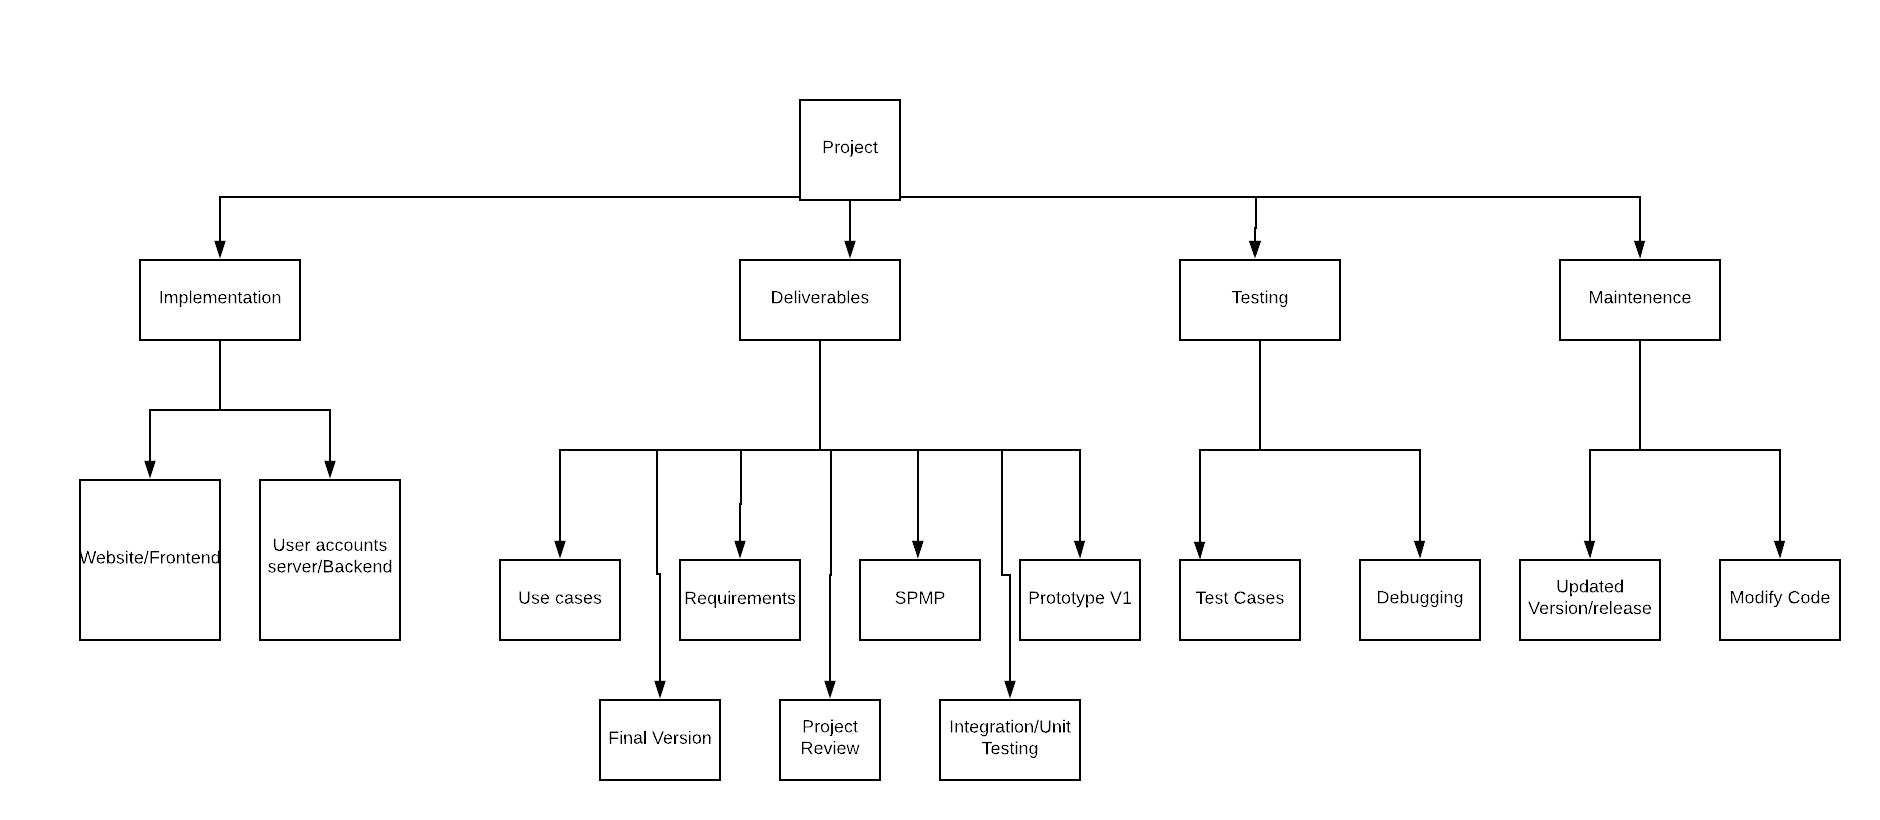 Project
Implementation
Deliverables
Testing
Maintenence
Website/Frontend
User accounts
server/Backend
Use cases
Requirements
SPMP
Prototype V1
Test Cases
Debugging
Updated
Version/release
Modify Code
Final Version
Project
Review
Integration/Unit
Testing